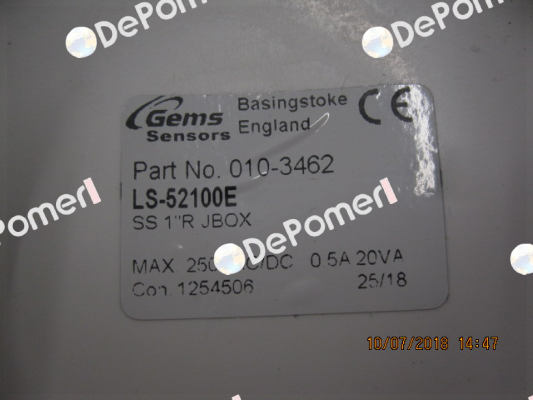 Gems Sensors
Basingstoke England
CE
Part No. 010-3462
LS-52100E
SS 1"R JBOX
MAX. 0.5A 20VA
Con. 1254506 25/18
10/07/2018 14:47
DePomerl
DePomerl
DePomerl
DePomerl